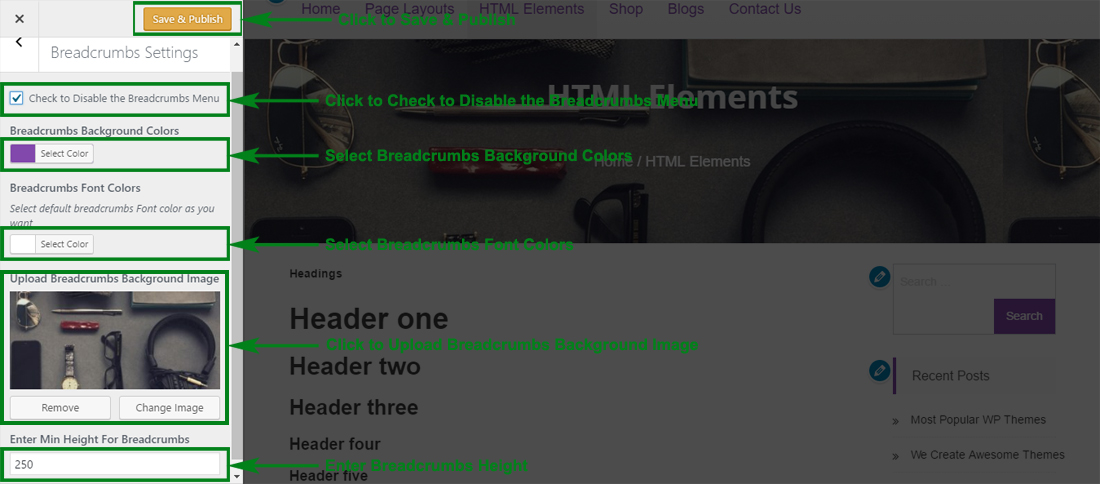 Save & Publish
Click to Save & Publish
Home Page Layouts HTML Elements Shop Blogs Contact Us
Breadcrumbs Settings
HTML Elements
Home / HTML Elements
Check to Disable the Breadcrumbs Menu
Click to Check to Disable the Breadcrumbs Menu
Breadcrumbs Background Colors
Select Color
Select Breadcrumbs Background Colors
Breadcrumbs Font Colors
Select default breadcrumbs Font color as you
want
Select Color
Select Breadcrumbs Font Colors
Upload Breadcrumbs Background Image
Click to Upload Breadcrumbs Background Image
Remove Change Image
Enter Min Height For Breadcrumbs
250
Enter Breadcrumbs Height
Headings
Header one
Header two
Header three
Header four
Header five
Search ...
Search
Recent Posts
» Most Popular WP Themes
» We Create Awesome Themes